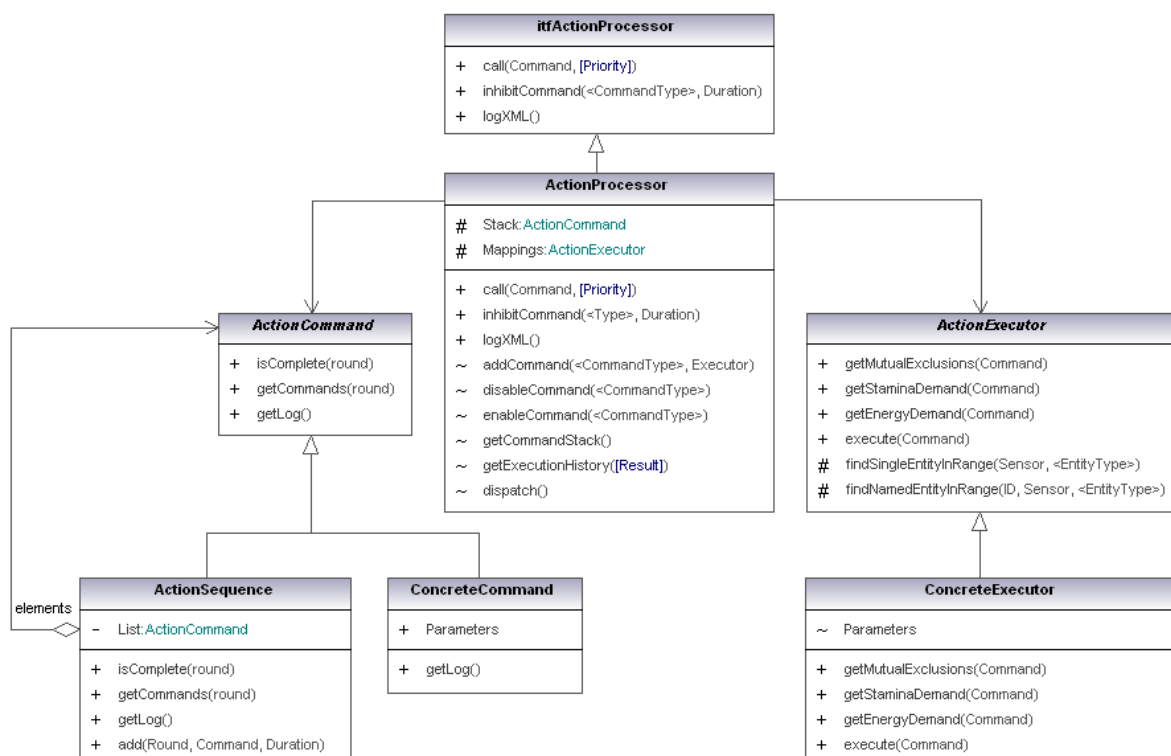 itfActionProcessor
+ call(Command, [Priority])
+ inhibitCommand(<CommandType>, Duration)
+ logXML()
ActionProcessor
# Stack:ActionCommand
# Mappings:ActionExecutor
+ call(Command, [Priority])
+ inhibitCommand(<Type>, Duration)
+ logXML()
~ addCommand(<CommandType>, Executor)
~ disableCommand(<CommandType>)
~ enableCommand(<CommandType>)
~ getCommandStack()
~ getExecutionHistory([Result])
~ dispatch()
ActionCommand
+ isComplete(round)
+ getCommands(round)
+ getLog()
ActionExecutor
+ getMutualExclusions(Command)
+ getStaminaDemand(Command)
+ getEnergyDemand(Command)
+ execute(Command)
# findSingleEntityInRange(Sensor, <EntityType>)
# findNamedEntityInRange(ID, Sensor, <EntityType>)
elements
ActionSequence
- List:ActionCommand
+ isComplete(round)
+ getCommands(round)
+ getLog()
+ add(Round, Command, Duration)
ConcreteCommand
+ Parameters
+ getLog()
ConcreteExecutor
~ Parameters
+ getMutualExclusions(Command)
+ getStaminaDemand(Command)
+ getEnergyDemand(Command)
+ execute(Command)